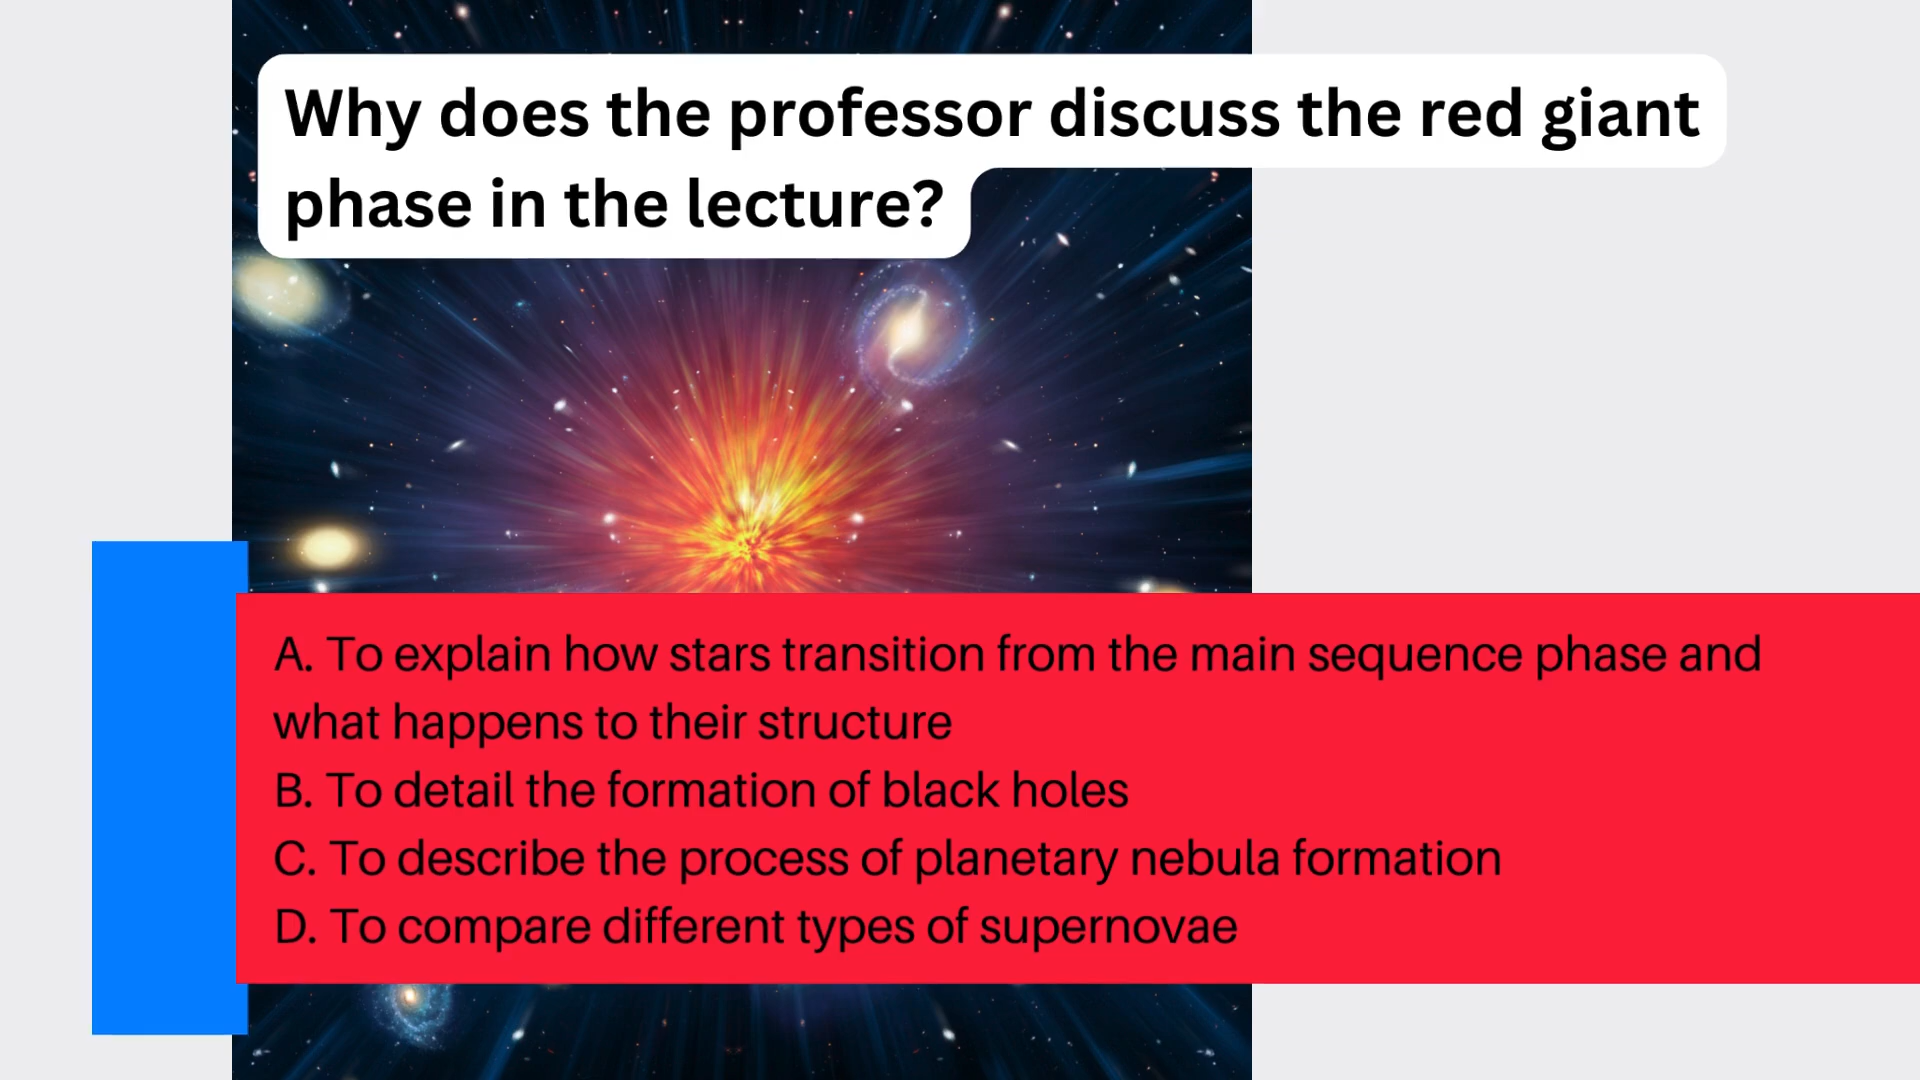 Why does the professor discuss the red giant
phase in the lecture?
A. To explain how stars transition from the main sequence phase and
what happens to their structure
B. To detail the formation of black holes
C. To describe the process of planetary nebula formation
D. To compare different types of supernovae